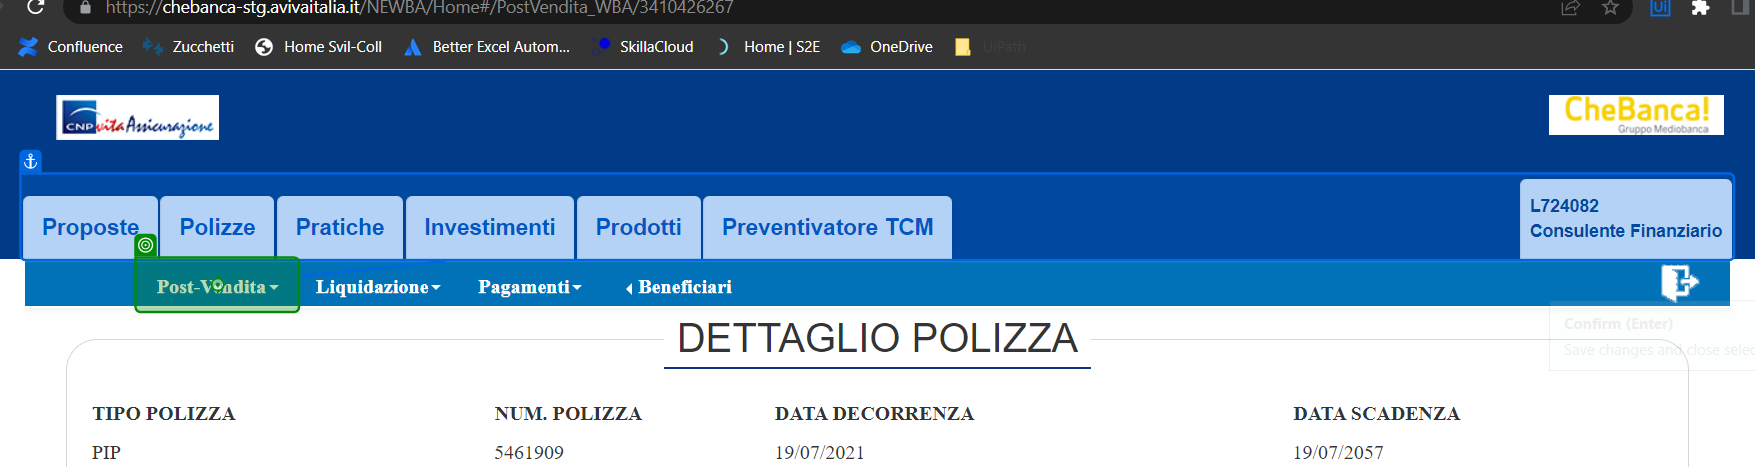 https://chebanca-stg.avivaitalia.it/NEWBA/Home#/PostVendita_WBA/3410426267
Confluence Zucchetti Home Svil-Coll Better Excel Autom... SkillaCloud Home | S2E OneDrive UiPath
CNP vita Assicurazione
CheBanca!
Gruppo Mediobanca
Proposte Polizze Pratiche Investimenti Prodotti Preventivatore TCM
L724082
Consulente Finanziario
Post-Vendita Liquidazione Pagamenti Beneficiari
Confirm (Enter)
Save changes and close selec
DETTAGLIO POLIZZA
TIPO POLIZZA NUM. POLIZZA DATA DECORRENZA DATA SCADENZA
PIP 5461909 19/07/2021 19/07/2057